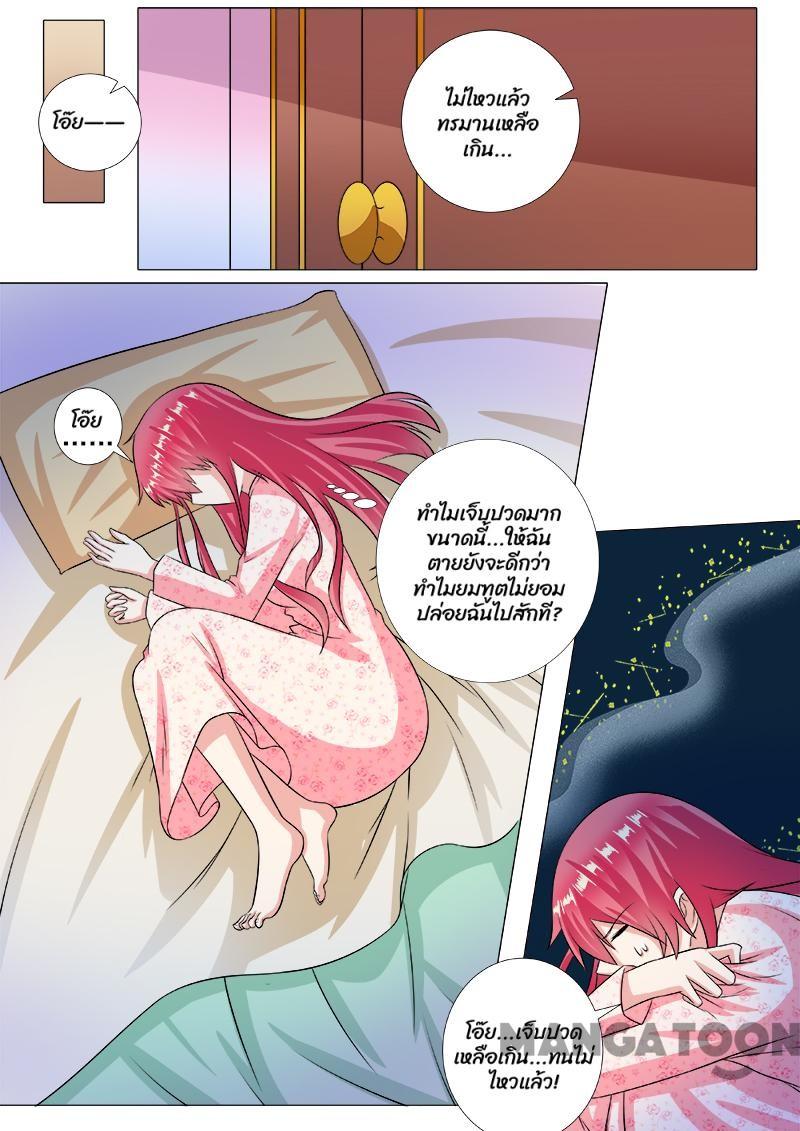 โอ๊ย——
ไม่ไหวแล้ว
ทรมานเหลือ
เกิน...
โอ๊ย
......
ทำไมเจ็บปวดมาก
ขนาดนี้...ให้ฉัน
ตายยังจะดีกว่า
ทำไมยมทูตไม่ยอม
ปล่อยฉันไปสักที?
โอ๊ย...เจ็บปวด
เหลือเกิน...ทนไม่
ไหวแล้ว!
MANGATOON